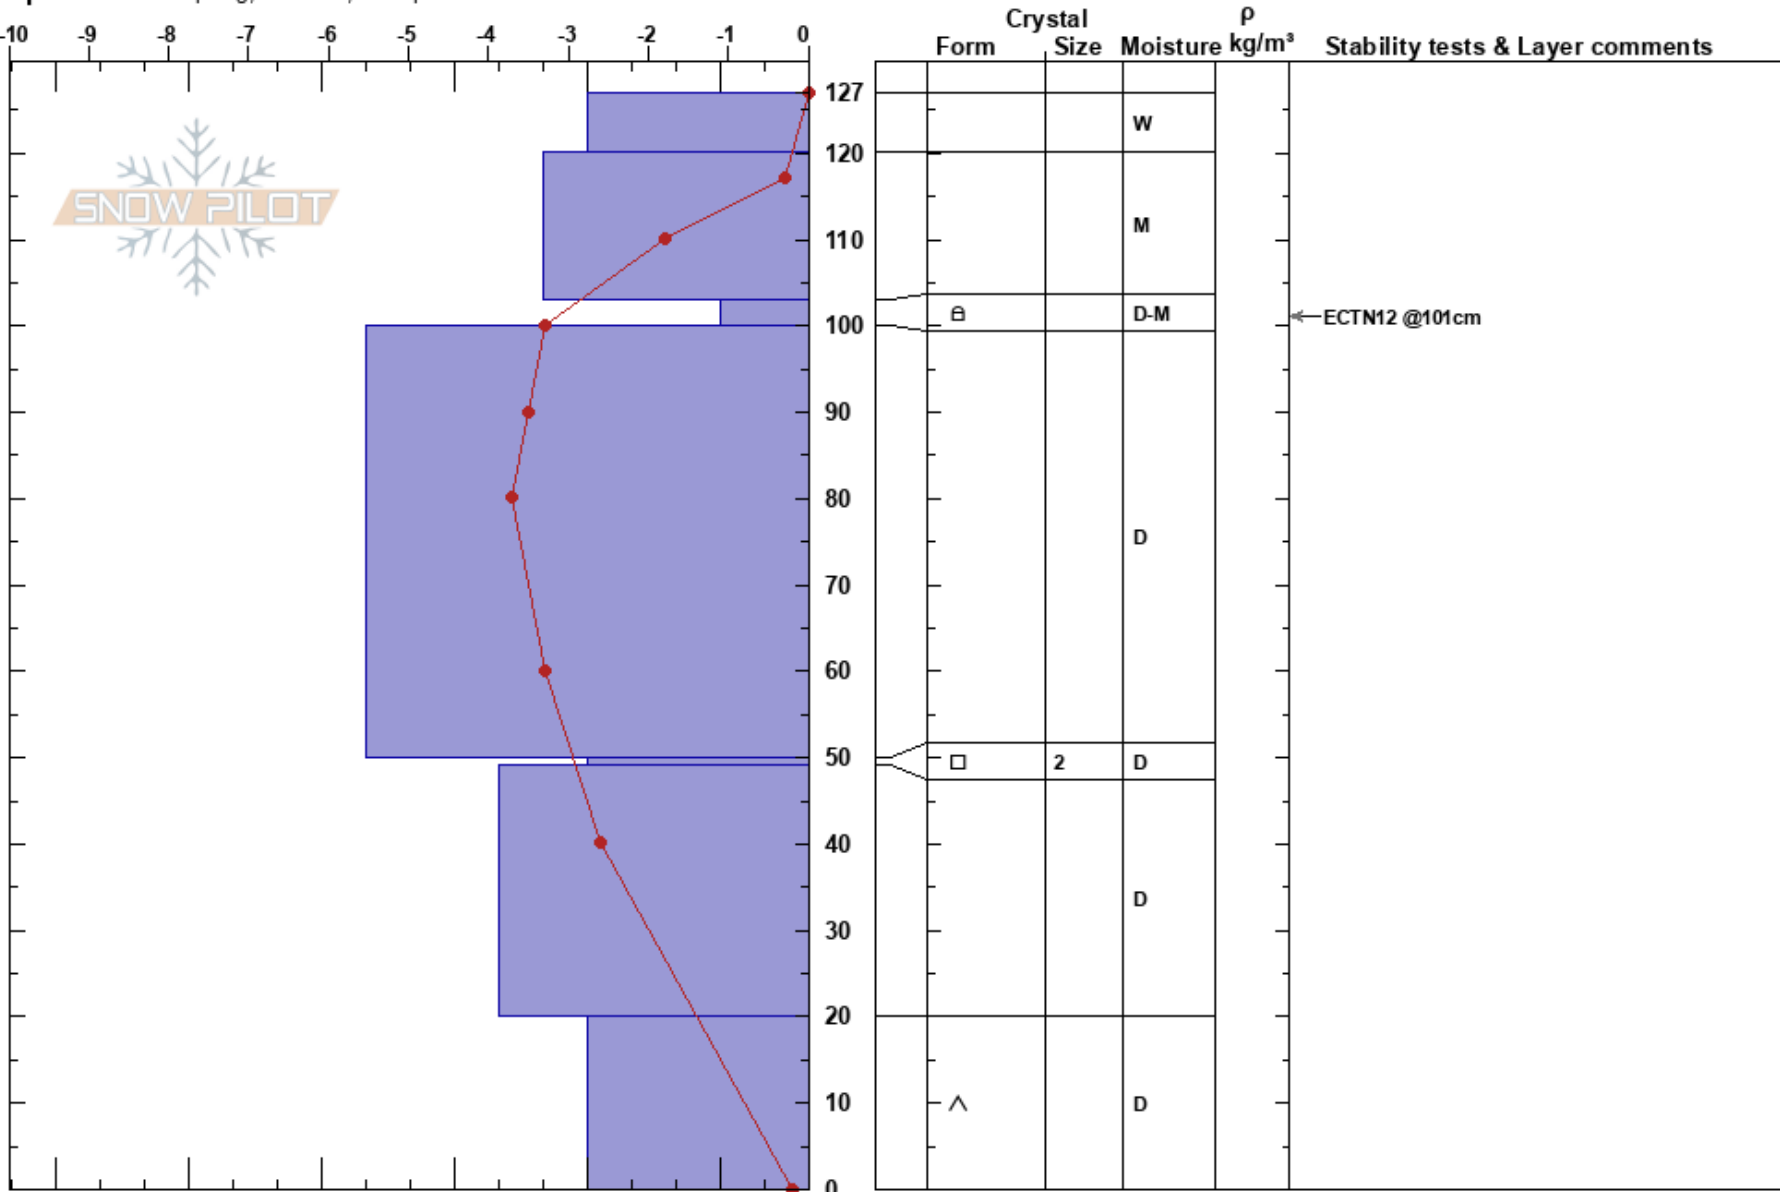 Crystal ρ
-10 -9 -8 -7 -6 -5 -4 -3 -2 -1 0
Form Size Moisture kg/m³ Stability tests & Layer comments
127
W
120
SNOW PILOT
M
110
D-M
ECTN12 @101cm
100
90
80
D
70
60
50
2 D
40
D
30
20
10
D
0